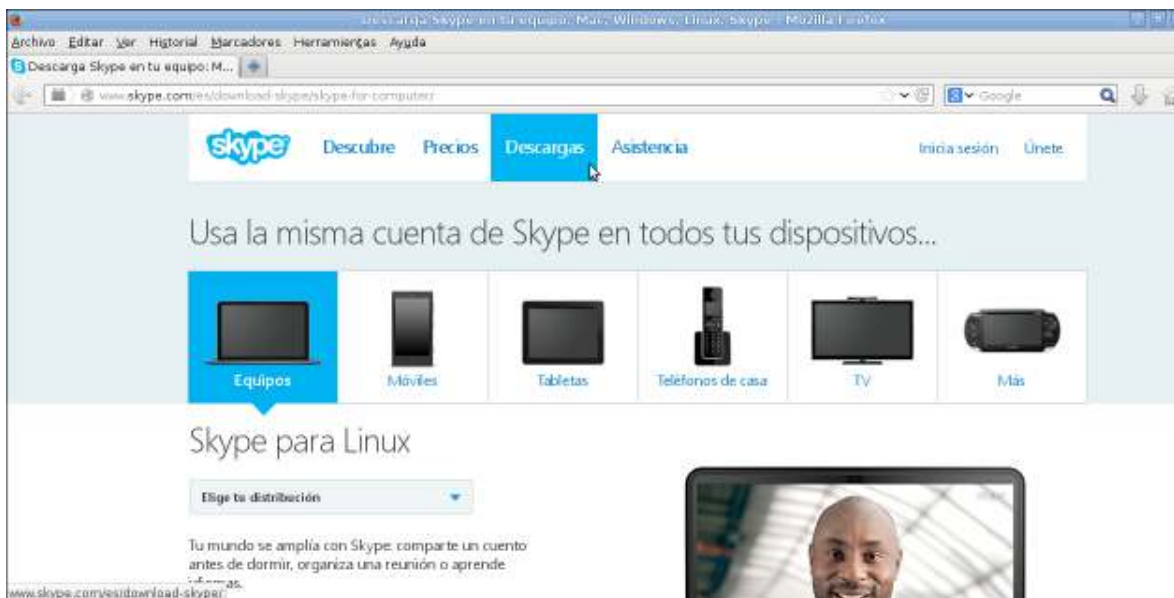 Descarga Skype en tu equipo: Mac, Windows, Linux. Skype - Mozilla Firefox
Archivo Editar Ver Historial Marcadores Herramientas Ayuda
Descarga Skype en tu equipo: M...
www.skype.com/es/download-skype/skype-for-computer/ Google
skype Descubre Precios Descargas Asistencia Inicia sesión Únete
Usa la misma cuenta de Skype en todos tus dispositivos...
Equipos Móviles Tabletas Teléfonos de casa TV Más
Skype para Linux
Elige tu distribución
Tu mundo se amplía con Skype: comparte un cuento
antes de dormir, organiza una reunión o aprende
idiomas.
www.skype.com/es/download-skype/